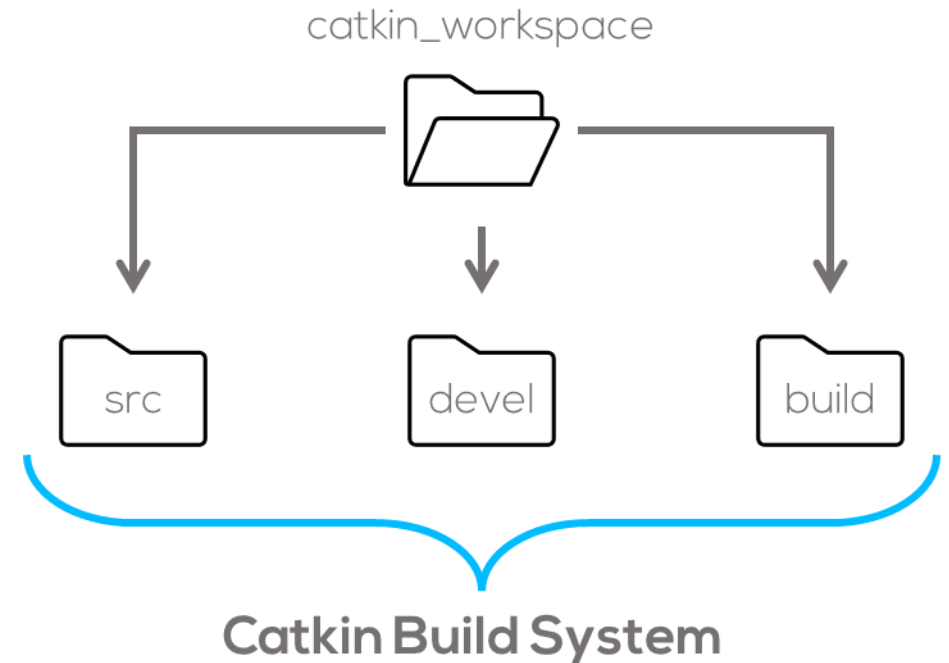 catkin_workspace
src
devel
build
Catkin Build System